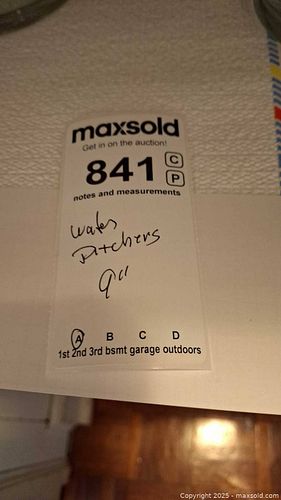 maxsold
Get in on the auction!
841 C
P
notes and measurements
water
Pitchers
9"
A B C D
1st 2nd 3rd bsmt garage outdoors
Copyright 2025 - maxsold.com